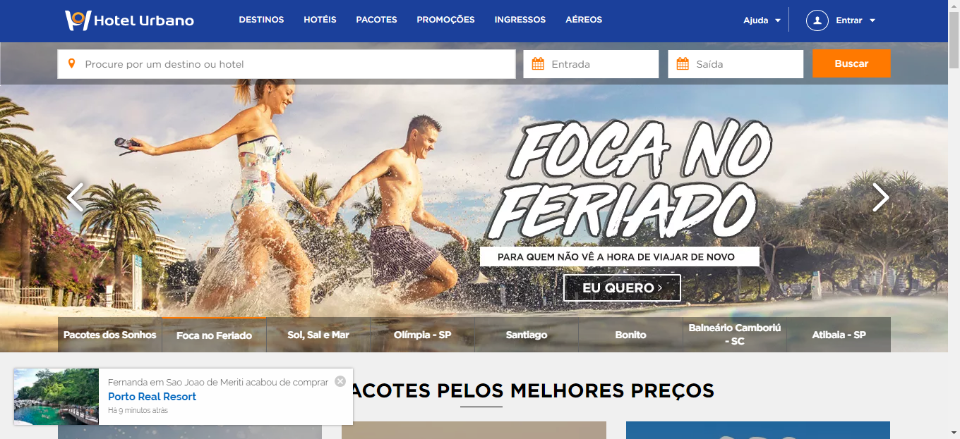 Hotel Urbano
DESTINOS HOTÉIS PACOTES PROMOÇÕES INGRESSOS AÉREOS
Ajuda Entrar
Procure por um destino ou hotel
Entrada
Saída
Buscar
FOCA NO
FERIADO
PARA QUEM NÃO VÊ A HORA DE VIAJAR DE NOVO
EU QUERO >
Pacotes dos Sonhos
Foca no Feriado
Sol, Sal e Mar
Olímpia - SP
Santiago
Bonito
Balneário Camboriú
- SC
Atibaia - SP
Fernanda em Sao Joao de Meriti acabou de comprar
Porto Real Resort
Há 9 minutos atrás
ACOTES PELOS MELHORES PREÇOS